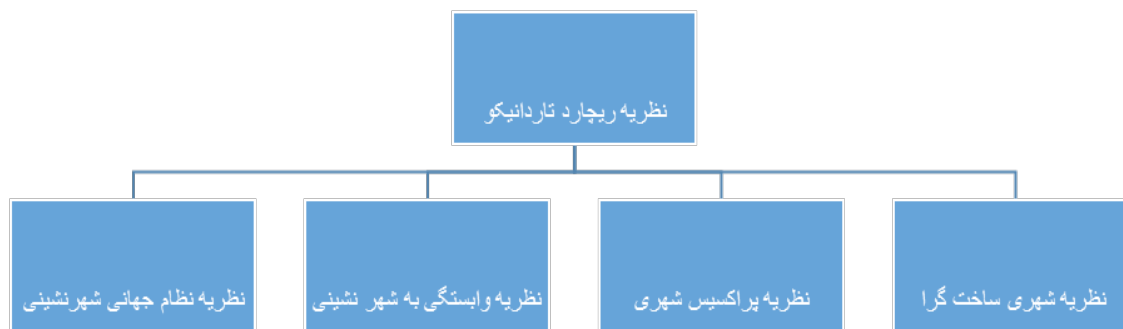 نظریه ریچارد تاردانیکو
نظریه شهری ساخت گرا
نظریه پراکسیس شهری
نظریه وابستگی به شهر نشینی
نظریه نظام جهانی شهرنشینی